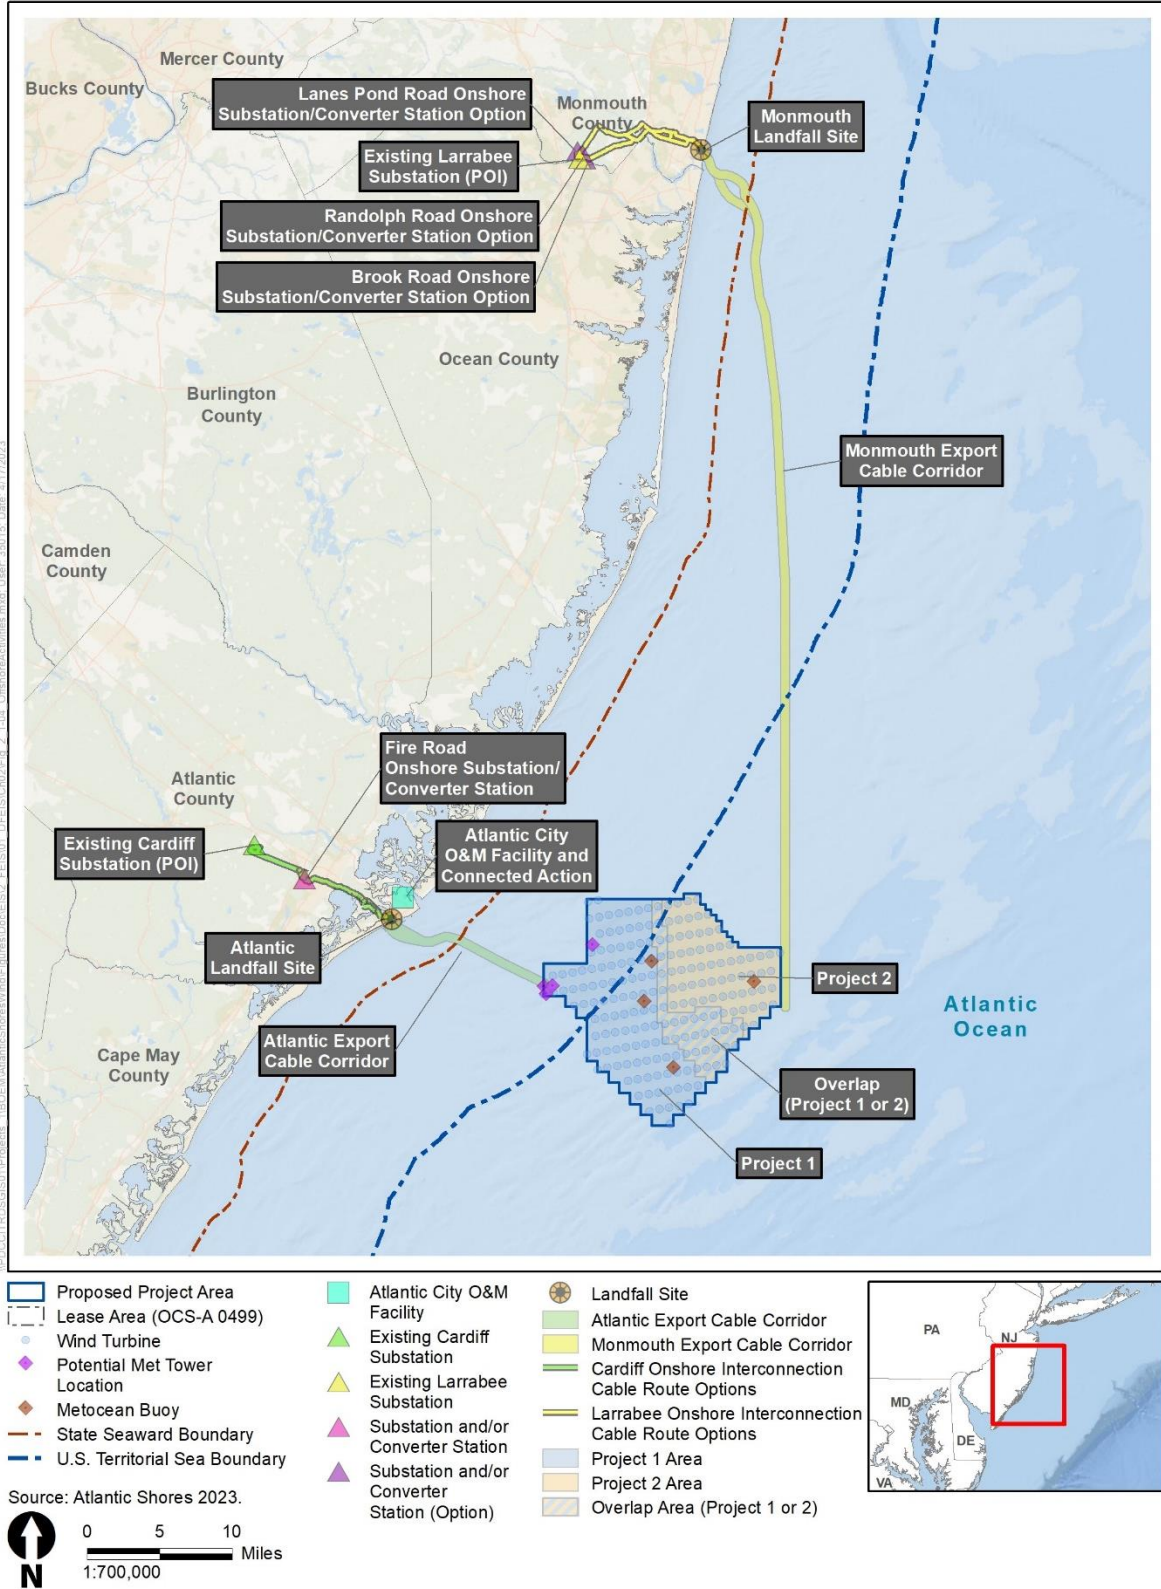 Mercer County
Bucks County
Lanes Pond Road Onshore
Substation/Converter Station Option
Monmouth
County
Monmouth
Landfall Site
Existing Larrabee
Substation (POI)
Randolph Road Onshore
Substation/Converter Station Option
Brook Road Onshore
Substation/Converter Station Option
Ocean County
Burlington
County
Monmouth Export
Cable Corridor
Camden
County
Fire Road
Onshore Substation/
Converter Station
Atlantic
County
Existing Cardiff
Substation (POI)
Atlantic City
O&M Facility and
Connected Action
Atlantic
Landfall Site
Project 2
Atlantic
Ocean
Atlantic Export
Cable Corridor
Cape May
County
Overlap
(Project 1 or 2)
Project 1
Proposed Project Area
Lease Area (OCS-A 0499)
Wind Turbine
Potential Met Tower
Location
Metocean Buoy
State Seaward Boundary
U.S. Territorial Sea Boundary
Atlantic City O&M
Facility
Existing Cardiff
Substation
Existing Larrabee
Substation
Substation and/or
Converter Station
Substation and/or
Converter
Station (Option)
Landfall Site
Atlantic Export Cable Corridor
Monmouth Export Cable Corridor
Cardiff Onshore Interconnection
Cable Route Options
Larrabee Onshore Interconnection
Cable Route Options
Project 1 Area
Project 2 Area
Overlap Area (Project 1 or 2)
PA
NJ
MD
DE
VA
Source: Atlantic Shores 2023.
N
0 5 10
Miles
1:700,000